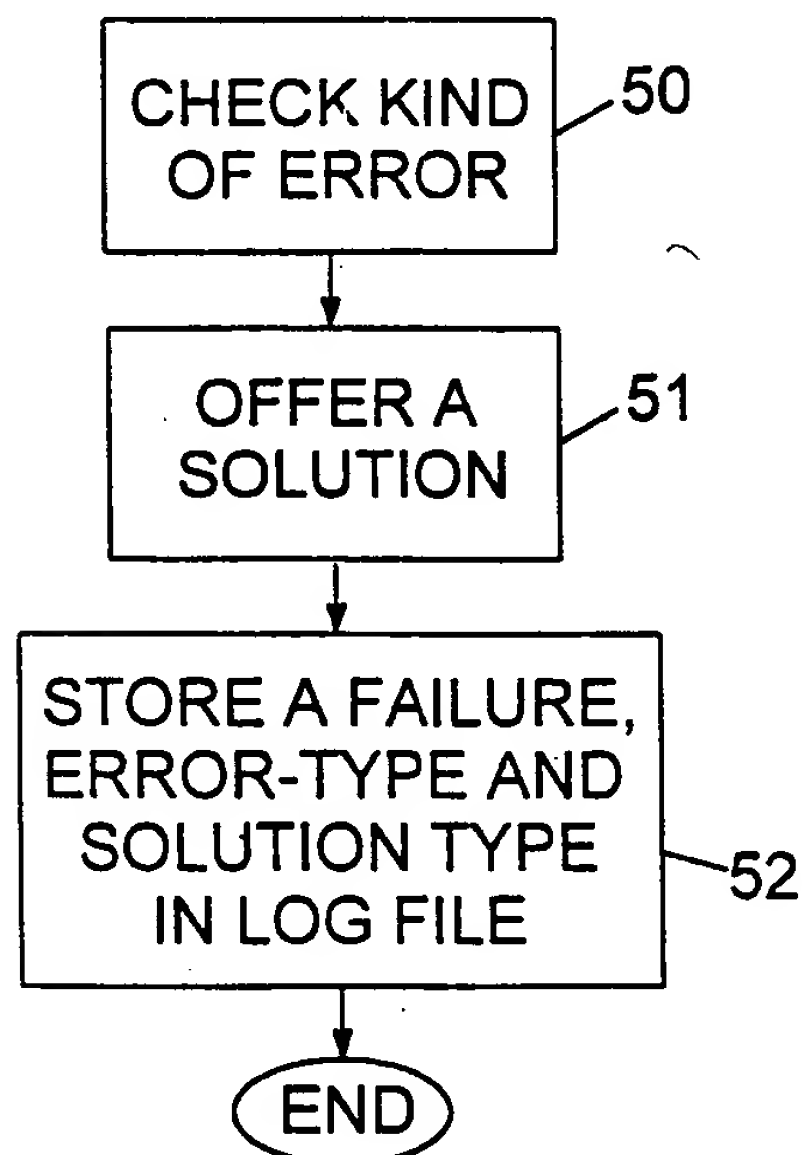 CHECK KIND
OF ERROR
50
OFFER A
SOLUTION
51
STORE A FAILURE,
ERROR-TYPE AND
SOLUTION TYPE
IN LOG FILE
52
END